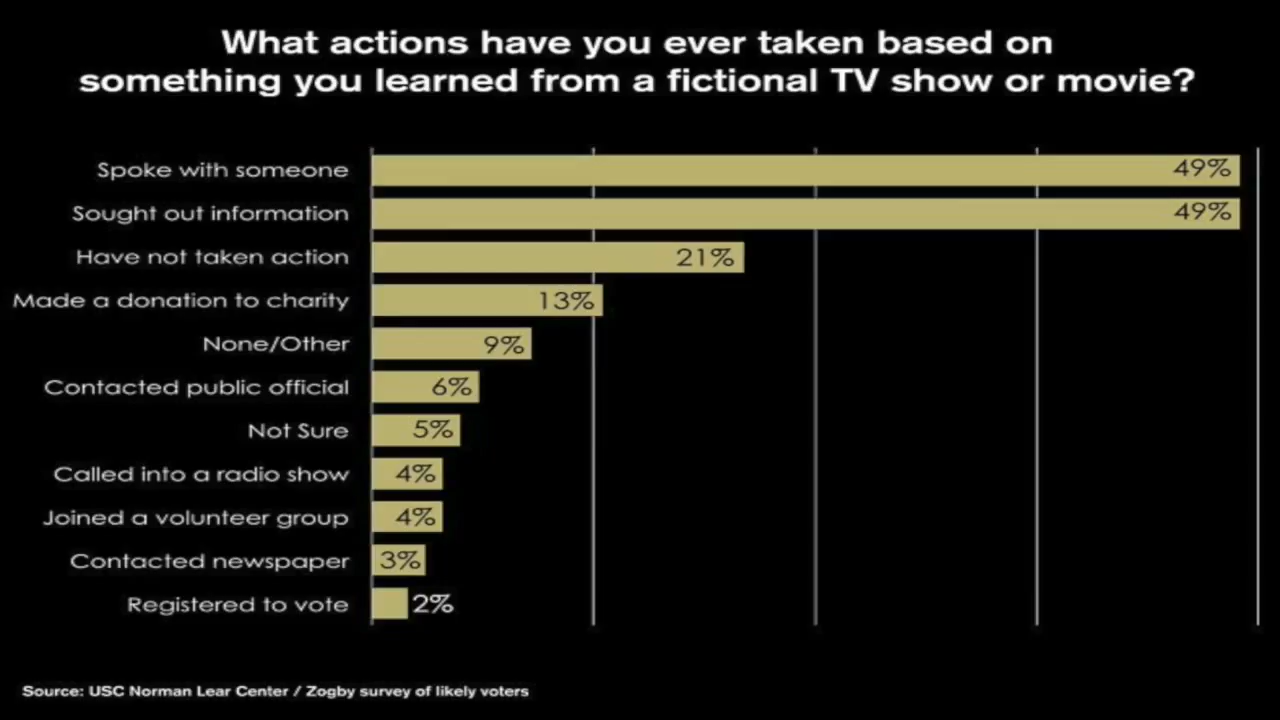 What actions have you ever taken based on
something you learned from a fictional TV show or movie?
Spoke with someone 49%
Sought out information 49%
Have not taken action 21%
Made a donation to charity 13%
None/Other 9%
Contacted public official 6%
Not Sure 5%
Called into a radio show 4%
Joined a volunteer group 4%
Contacted newspaper 3%
Registered to vote 2%
Source: USC Norman Lear Center / Zogby survey of likely voters